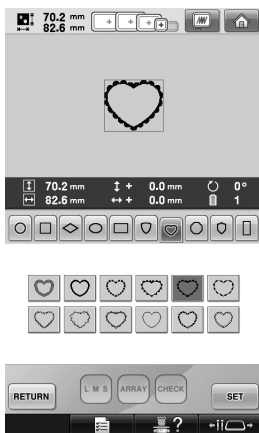 70.2 mm
82.6 mm
70.2 mm + 0.0 mm 0°
82.6 mm + 0.0 mm 1
L M S ARRAY CHECK
RETURN SET
?